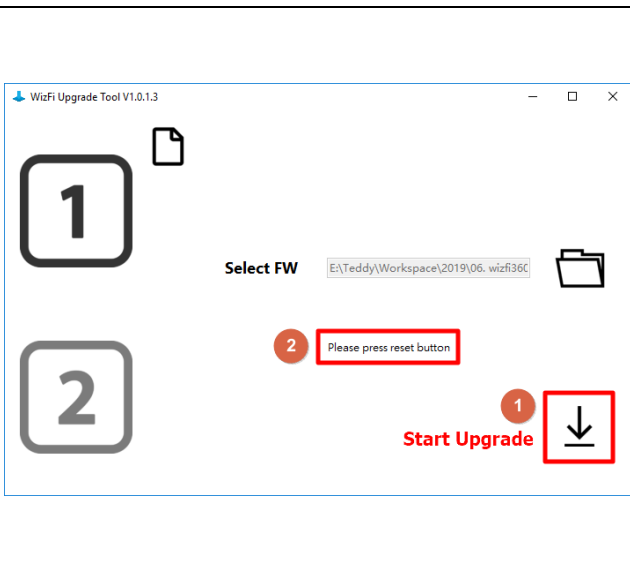 WizFi Upgrade Tool V1.0.1.3
1
Select FW E:\Teddy\Workspace\2019\06. wizfi360
2 Please press reset button
2
1
Start Upgrade